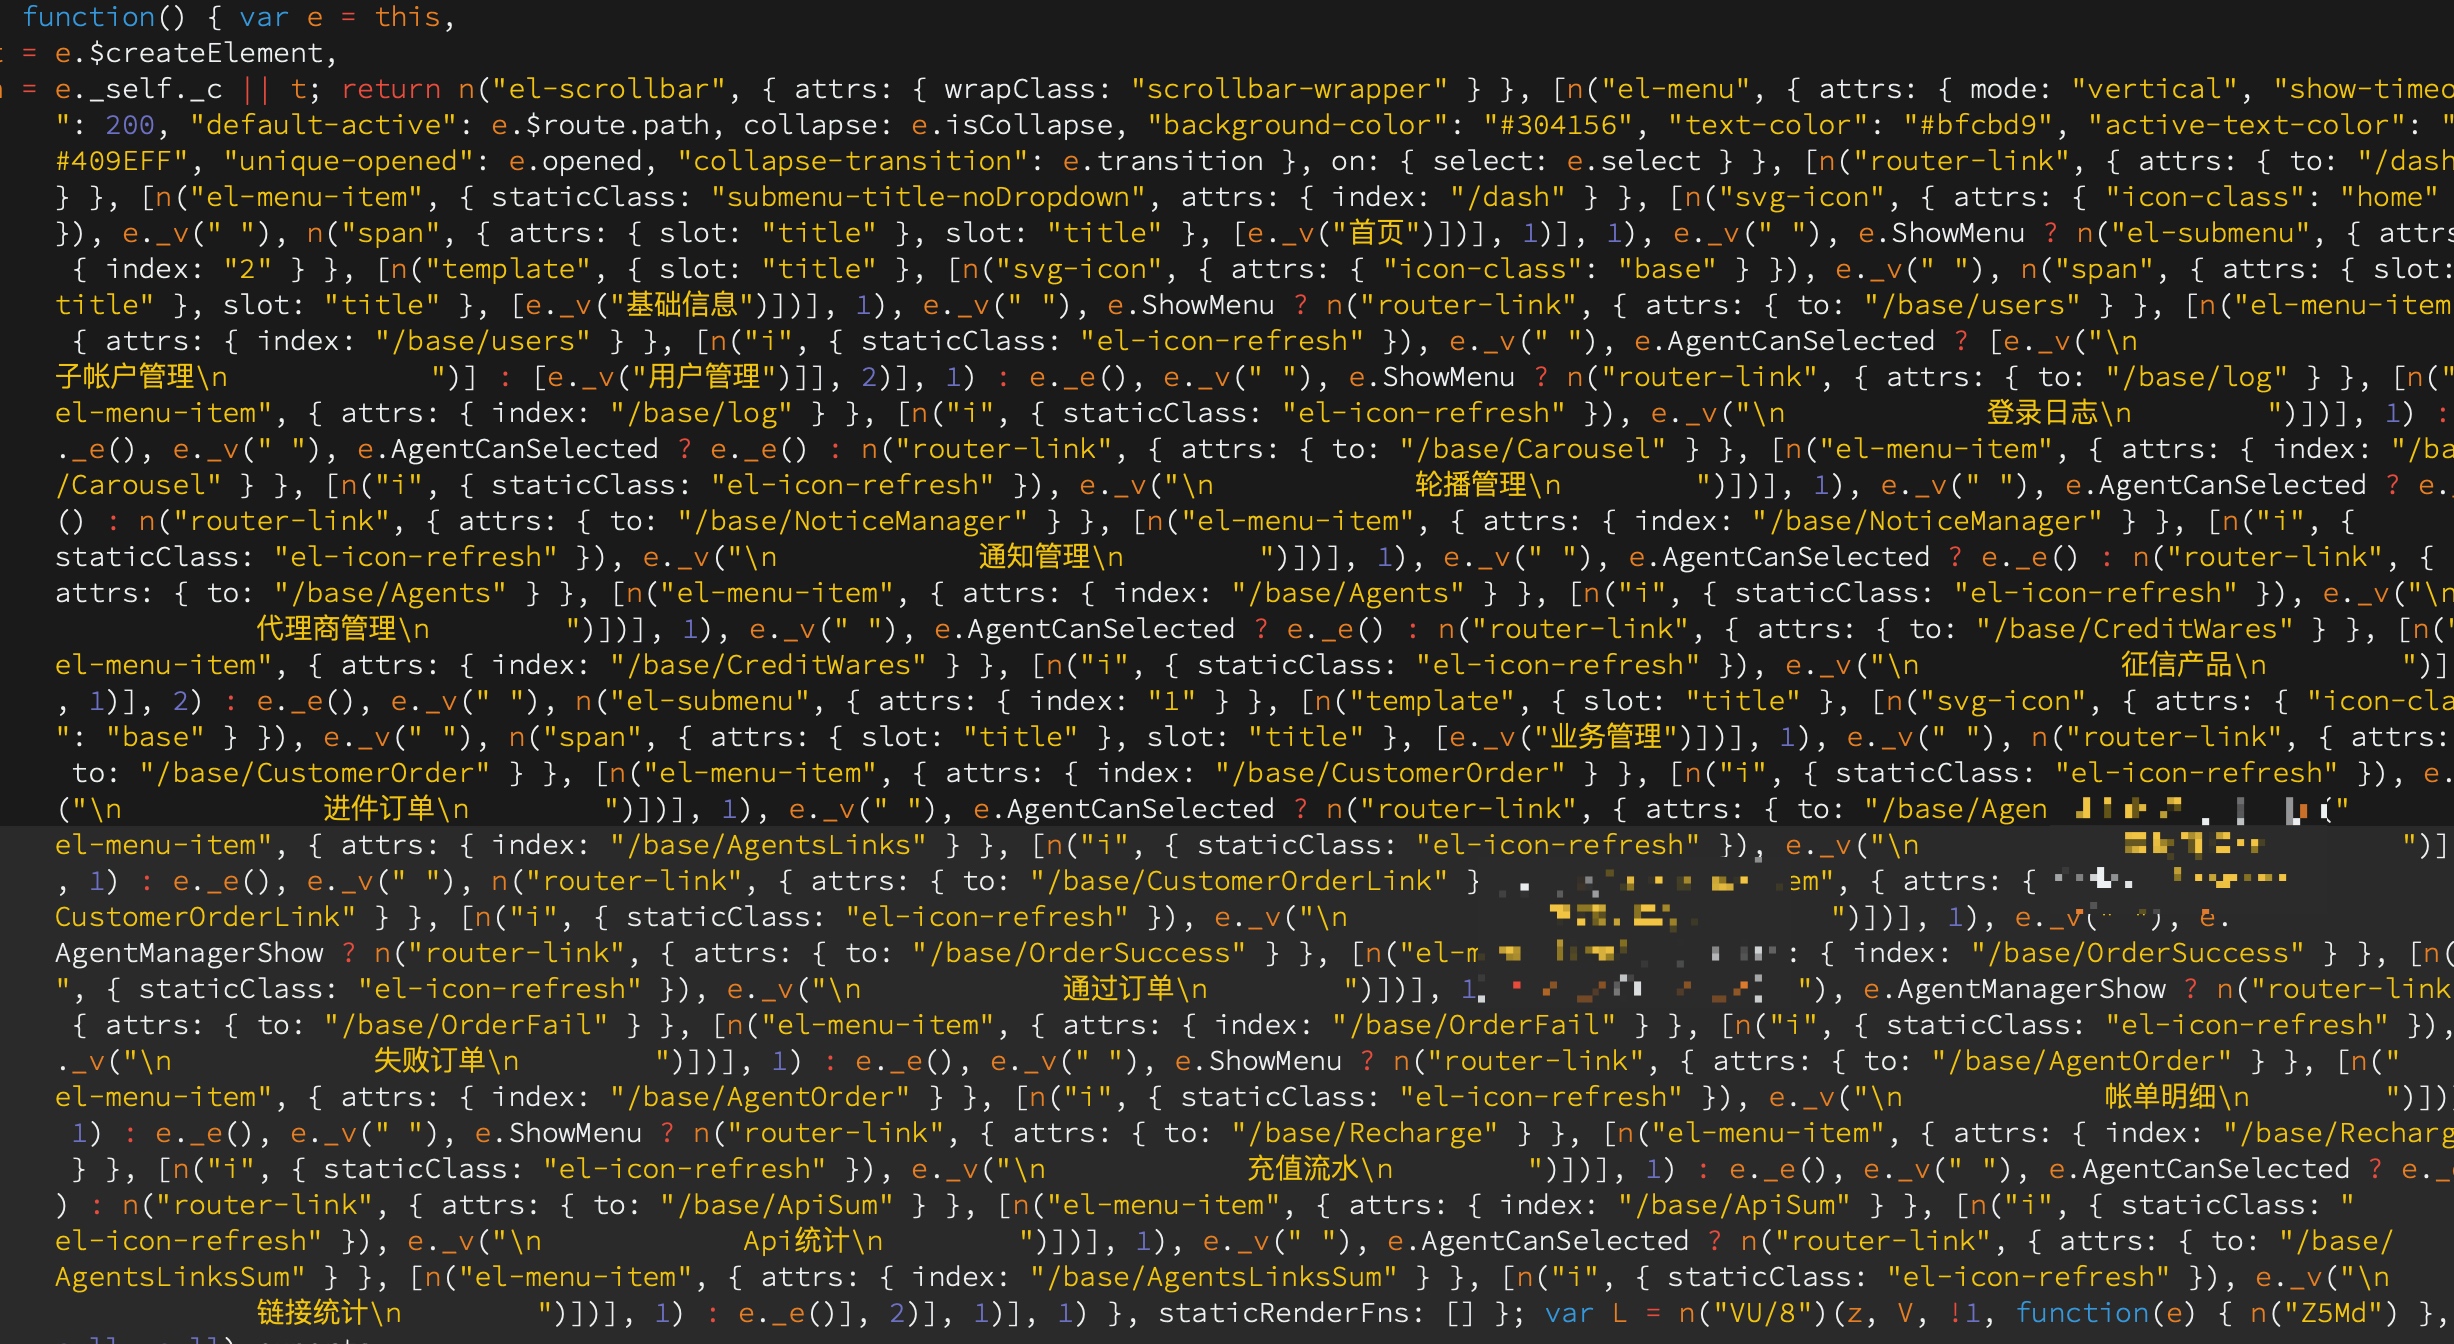 function() { var e = this,
= e.$createElement,
= e._self._c || t; return n("el-scrollbar", { attrs: { wrapClass: "scrollbar-wrapper" } }, [n("el-menu", { attrs: { mode: "vertical", "show-timeo
": 200, "default-active": e.$route.path, collapse: e.isCollapse, "background-color": "#304156", "text-color": "#bfcbd9", "active-text-color": "
#409EFF", "unique-opened": e.opened, "collapse-transition": e.transition }, on: { select: e.select } }, [n("router-link", { attrs: { to: "/dash
} }, [n("el-menu-item", { staticClass: "submenu-title-noDropdown", attrs: { index: "/dash" } }, [n("svg-icon", { attrs: { "icon-class": "home"
}), e._v(" "), n("span", { attrs: { slot: "title" }, slot: "title" }, [e._v("首页")])], 1)], 1), e._v(" "), e.ShowMenu ? n("el-submenu", { attrs
{ index: "2" } }, [n("template", { slot: "title" }, [n("svg-icon", { attrs: { "icon-class": "base" } }), e._v(" "), n("span", { attrs: { slot:
title" }, slot: "title" }, [e._v("基础信息")])], 1), e._v(" "), e.ShowMenu ? n("router-link", { attrs: { to: "/base/users" } }, [n("el-menu-item
{ attrs: { index: "/base/users" } }, [n("i", { staticClass: "el-icon-refresh" }), e._v(" "), e.AgentCanSelected ? [e._v("\n
子帐户管理\n ")] : [e._v("用户管理")]], 2)], 1) : e._e(), e._v(" "), e.ShowMenu ? n("router-link", { attrs: { to: "/base/log" } }, [n("
el-menu-item", { attrs: { index: "/base/log" } }, [n("i", { staticClass: "el-icon-refresh" }), e._v("\n 登录日志\n ")])], 1) :
._e(), e._v(" "), e.AgentCanSelected ? e._e() : n("router-link", { attrs: { to: "/base/Carousel" } }, [n("el-menu-item", { attrs: { index: "/ba
/Carousel" } }, [n("i", { staticClass: "el-icon-refresh" }), e._v("\n 轮播管理\n ")])], 1), e._v(" "), e.AgentCanSelected ? e.
() : n("router-link", { attrs: { to: "/base/NoticeManager" } }, [n("el-menu-item", { attrs: { index: "/base/NoticeManager" } }, [n("i", {
staticClass: "el-icon-refresh" }), e._v("\n 通知管理\n ")])], 1), e._v(" "), e.AgentCanSelected ? e._e() : n("router-link", {
attrs: { to: "/base/Agents" } }, [n("el-menu-item", { attrs: { index: "/base/Agents" } }, [n("i", { staticClass: "el-icon-refresh" }), e._v("\n
代理商管理\n ")])], 1), e._v(" "), e.AgentCanSelected ? e._e() : n("router-link", { attrs: { to: "/base/CreditWares" } }, [n("
el-menu-item", { attrs: { index: "/base/CreditWares" } }, [n("i", { staticClass: "el-icon-refresh" }), e._v("\n 征信产品\n ")]
, 1)], 2) : e._e(), e._v(" "), n("el-submenu", { attrs: { index: "1" } }, [n("template", { slot: "title" }, [n("svg-icon", { attrs: { "icon-cla
": "base" } }), e._v(" "), n("span", { attrs: { slot: "title" }, slot: "title" }, [e._v("业务管理")])], 1), e._v(" "), n("router-link", { attrs:
to: "/base/CustomerOrder" } }, [n("el-menu-item", { attrs: { index: "/base/CustomerOrder" } }, [n("i", { staticClass: "el-icon-refresh" }), e.
("\n 进件订单\n ")])], 1), e._v(" "), e.AgentCanSelected ? n("router-link", { attrs: { to: "/base/Agen ("
el-menu-item", { attrs: { index: "/base/AgentsLinks" } }, [n("i", { staticClass: "el-icon-refresh" }), e._v("\n ")]
, 1) : e._e(), e._v(" "), n("router-link", { attrs: { to: "/base/CustomerOrderLink" } em", { attrs: {
CustomerOrderLink" } }, [n("i", { staticClass: "el-icon-refresh" }), e._v("\n ")])], 1), e._v(" "), e.
AgentManagerShow ? n("router-link", { attrs: { to: "/base/OrderSuccess" } }, [n("el-m : { index: "/base/OrderSuccess" } }, [n(
", { staticClass: "el-icon-refresh" }), e._v("\n 通过订单\n ")])], 1 "), e.AgentManagerShow ? n("router-link
{ attrs: { to: "/base/OrderFail" } }, [n("el-menu-item", { attrs: { index: "/base/OrderFail" } }, [n("i", { staticClass: "el-icon-refresh" }),
._v("\n 失败订单\n ")])], 1) : e._e(), e._v(" "), e.ShowMenu ? n("router-link", { attrs: { to: "/base/AgentOrder" } }, [n("
el-menu-item", { attrs: { index: "/base/AgentOrder" } }, [n("i", { staticClass: "el-icon-refresh" }), e._v("\n 帐单明细\n ")])
1) : e._e(), e._v(" "), e.ShowMenu ? n("router-link", { attrs: { to: "/base/Recharge" } }, [n("el-menu-item", { attrs: { index: "/base/Recharg
} }, [n("i", { staticClass: "el-icon-refresh" }), e._v("\n 充值流水\n ")])], 1) : e._e(), e._v(" "), e.AgentCanSelected ? e._
) : n("router-link", { attrs: { to: "/base/ApiSum" } }, [n("el-menu-item", { attrs: { index: "/base/ApiSum" } }, [n("i", { staticClass: "
el-icon-refresh" }), e._v("\n Api统计\n ")])], 1), e._v(" "), e.AgentCanSelected ? n("router-link", { attrs: { to: "/base/
AgentsLinksSum" } }, [n("el-menu-item", { attrs: { index: "/base/AgentsLinksSum" } }, [n("i", { staticClass: "el-icon-refresh" }), e._v("\n
链接统计\n ")])], 1) : e._e()], 2)], 1)], 1) }, staticRenderFns: [] }; var L = n("VU/8")(z, V, !1, function(e) { n("Z5Md") },